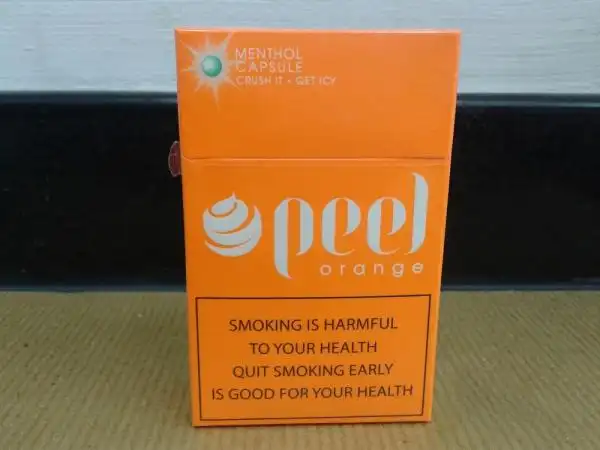 MENTHOL
CAPSULE
CRUSH IT • GET ICY
peel
orange
SMOKING IS HARMFUL
TO YOUR HEALTH
QUIT SMOKING EARLY
IS GOOD FOR YOUR HEALTH